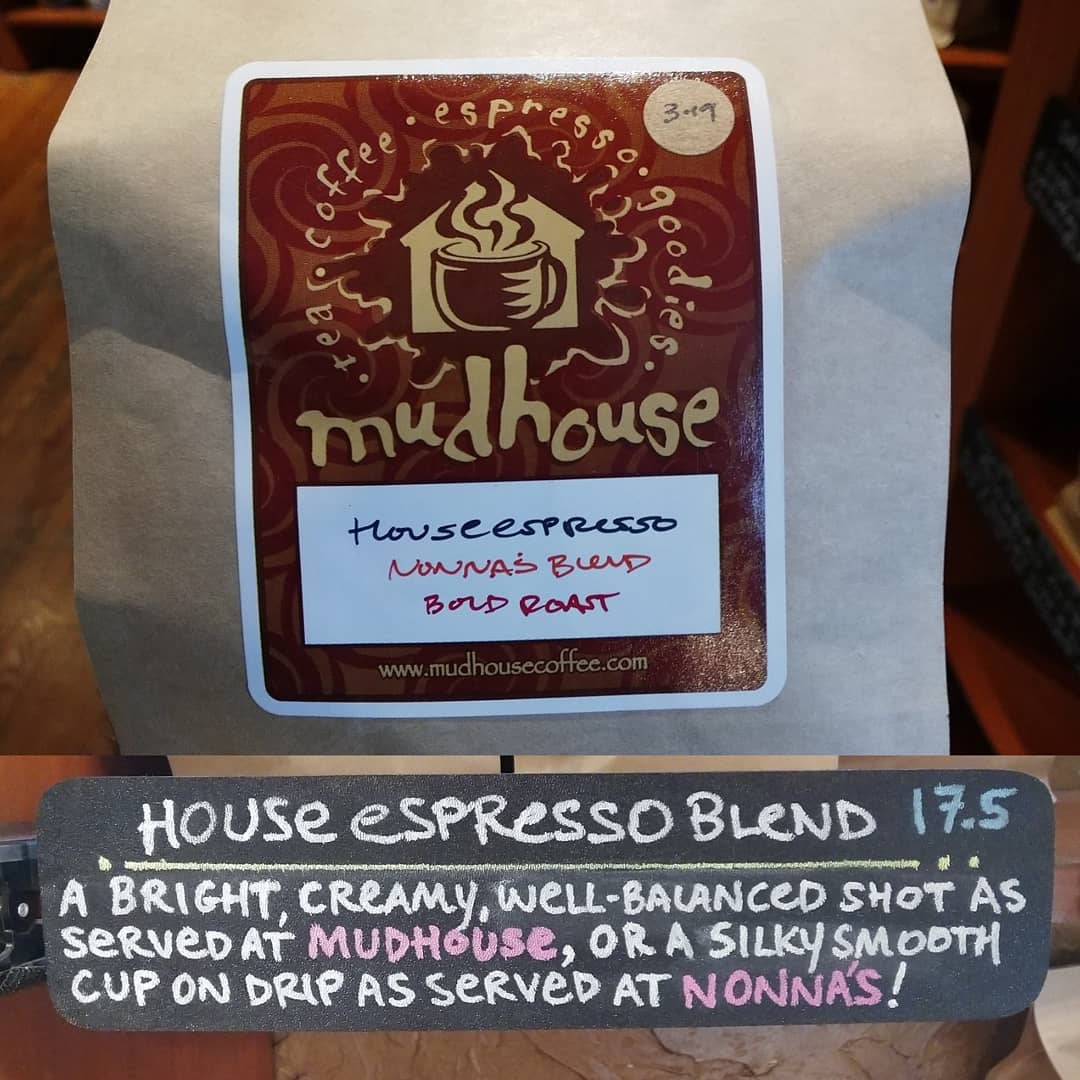 3-19
·tea·coffee·espresso·goodies·
mudhouse
House espresso
Nonna's Blend
Bold Roast
www.mudhousecoffee.com
House espresso Blend 17.5
A BRIGHT, CREAMY, WELL-BALANCED SHOT AS
SERVED AT MUDHOUSE, OR A SILKY SMOOTH
CUP ON DRIP AS SERVED AT NONNA'S!